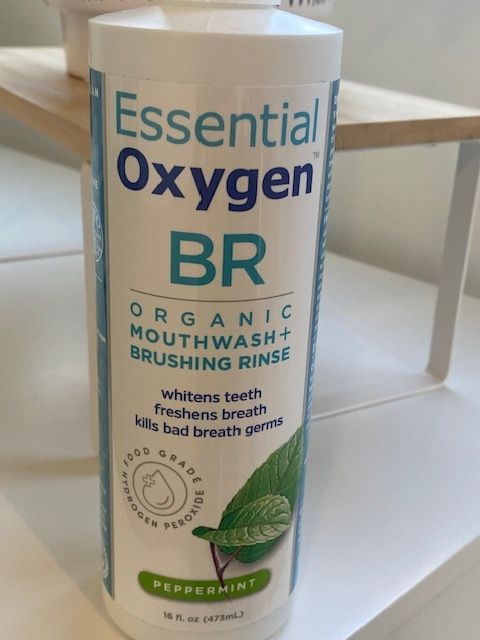 Essential
Oxygen™
BR
ORGANIC
MOUTHWASH+
BRUSHING RINSE
whitens teeth
freshens breath
kills bad breath germs
FOOD GRADE
HYDROGEN PEROXIDE
PEPPERMINT
16 fl. oz (473mL)